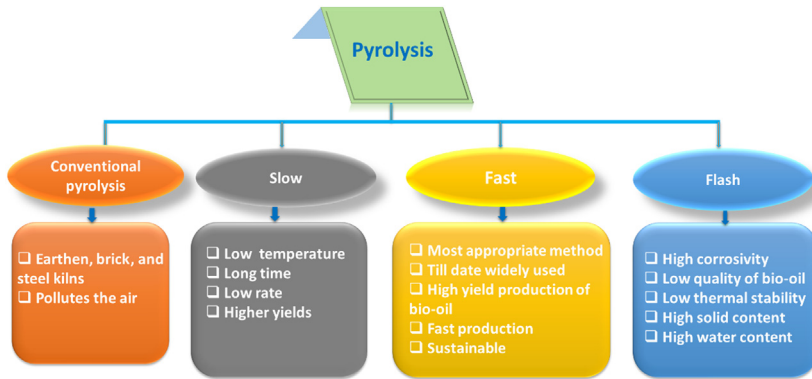 Pyrolysis
Conventional
pyrolysis
❑ Earthen, brick, and
steel kilns
❑ Pollutes the air
Slow
❑ Low temperature
❑ Long time
❑ Low rate
❑ Higher yields
Fast
❑ Most appropriate method
❑ Till date widely used
❑ High yield production of
bio-oil
❑ Fast production
❑ Sustainable
Flash
❑ High corrosivity
❑ Low quality of bio-oil
❑ Low thermal stability
❑ High solid content
❑ High water content